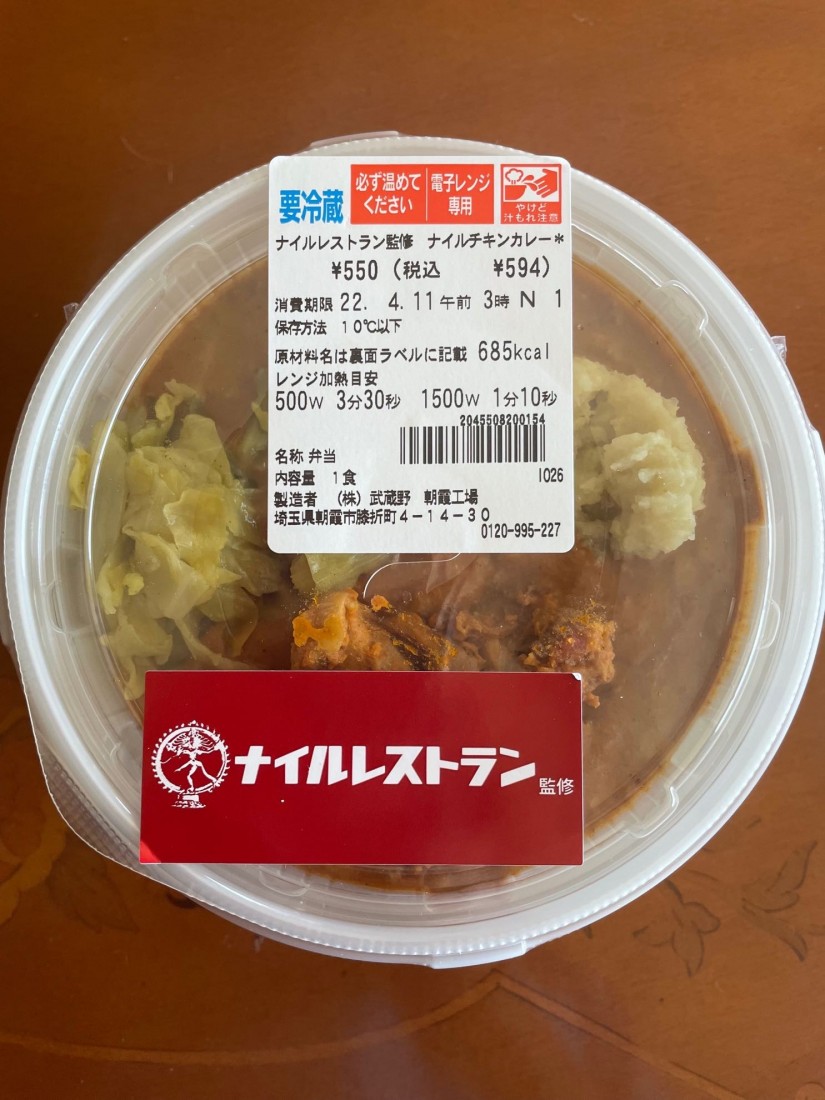 要冷蔵
必ず温めて
ください
電子レンジ
専用
やけど
汁もれ注意
ナイルレストラン監修 ナイルチキンカレー*
¥550 (税込 ¥594)
消費期限 22. 4. 11 午前 3時 N 1
保存方法 10℃以下
原材料名は裏面ラベルに記載 685kcal
レンジ加熱目安
500W 3分30秒 1500W 1分10秒
2045508200154
名称 弁当
内容量 1食 1026
製造者 (株) 武蔵野 朝霞工場
埼玉県朝霞市膝折町4-14-30
0120-995-227
ナイルレストラン監修